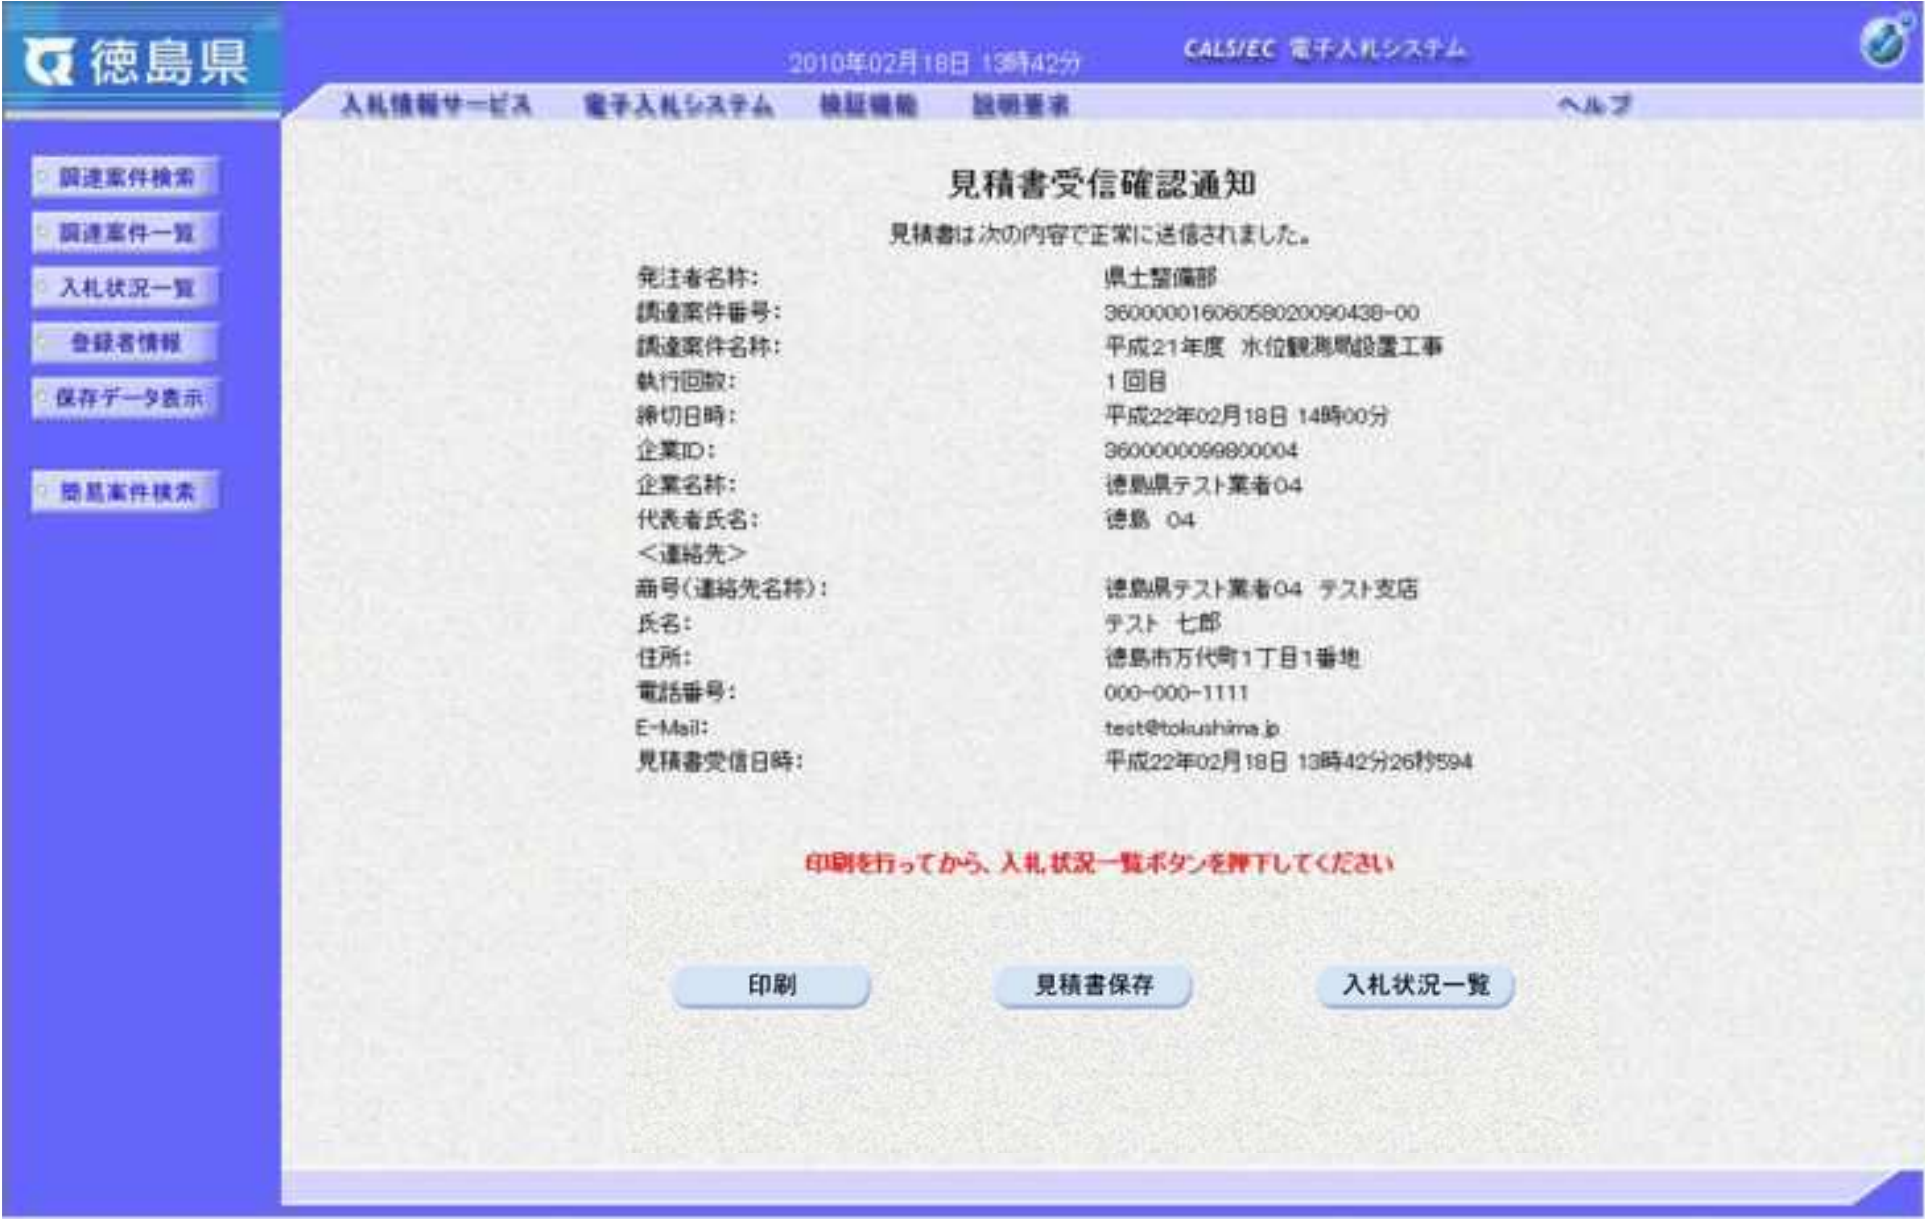 徳島県
2010年02月18日 13時42分
CALS/EC 電子入札システム
入札情報サービス 電子入札システム 検証機能 説明要求 ヘルプ
調達案件検索
調達案件一覧
入札状況一覧
登録者情報
保存データ表示
簡易案件検索
見積書受信確認通知
見積書は次の内容で正常に送信されました。
発注者名称: 県土整備部
調達案件番号: 3600000160605802009043​8-00
調達案件名称: 平成21年度 水位観測局設置工事
執行回数: 1回目
締切日時: 平成22年02月18日 14時00分
企業ID: 3600000099800004
企業名称: 徳島県テスト業者04
代表者氏名: 徳島 04
<連絡先>
商号(連絡先名称): 徳島県テスト業者04 テスト支店
氏名: テスト 七郎
住所: 徳島市万代町1丁目1番地
電話番号: 000-000-1111
E-Mail: test@tokushima.jp
見積書受信日時: 平成22年02月18日 13時42分26秒594
印刷を行ってから、入札状況一覧ボタンを押下してください
印刷 見積書保存 入札状況一覧